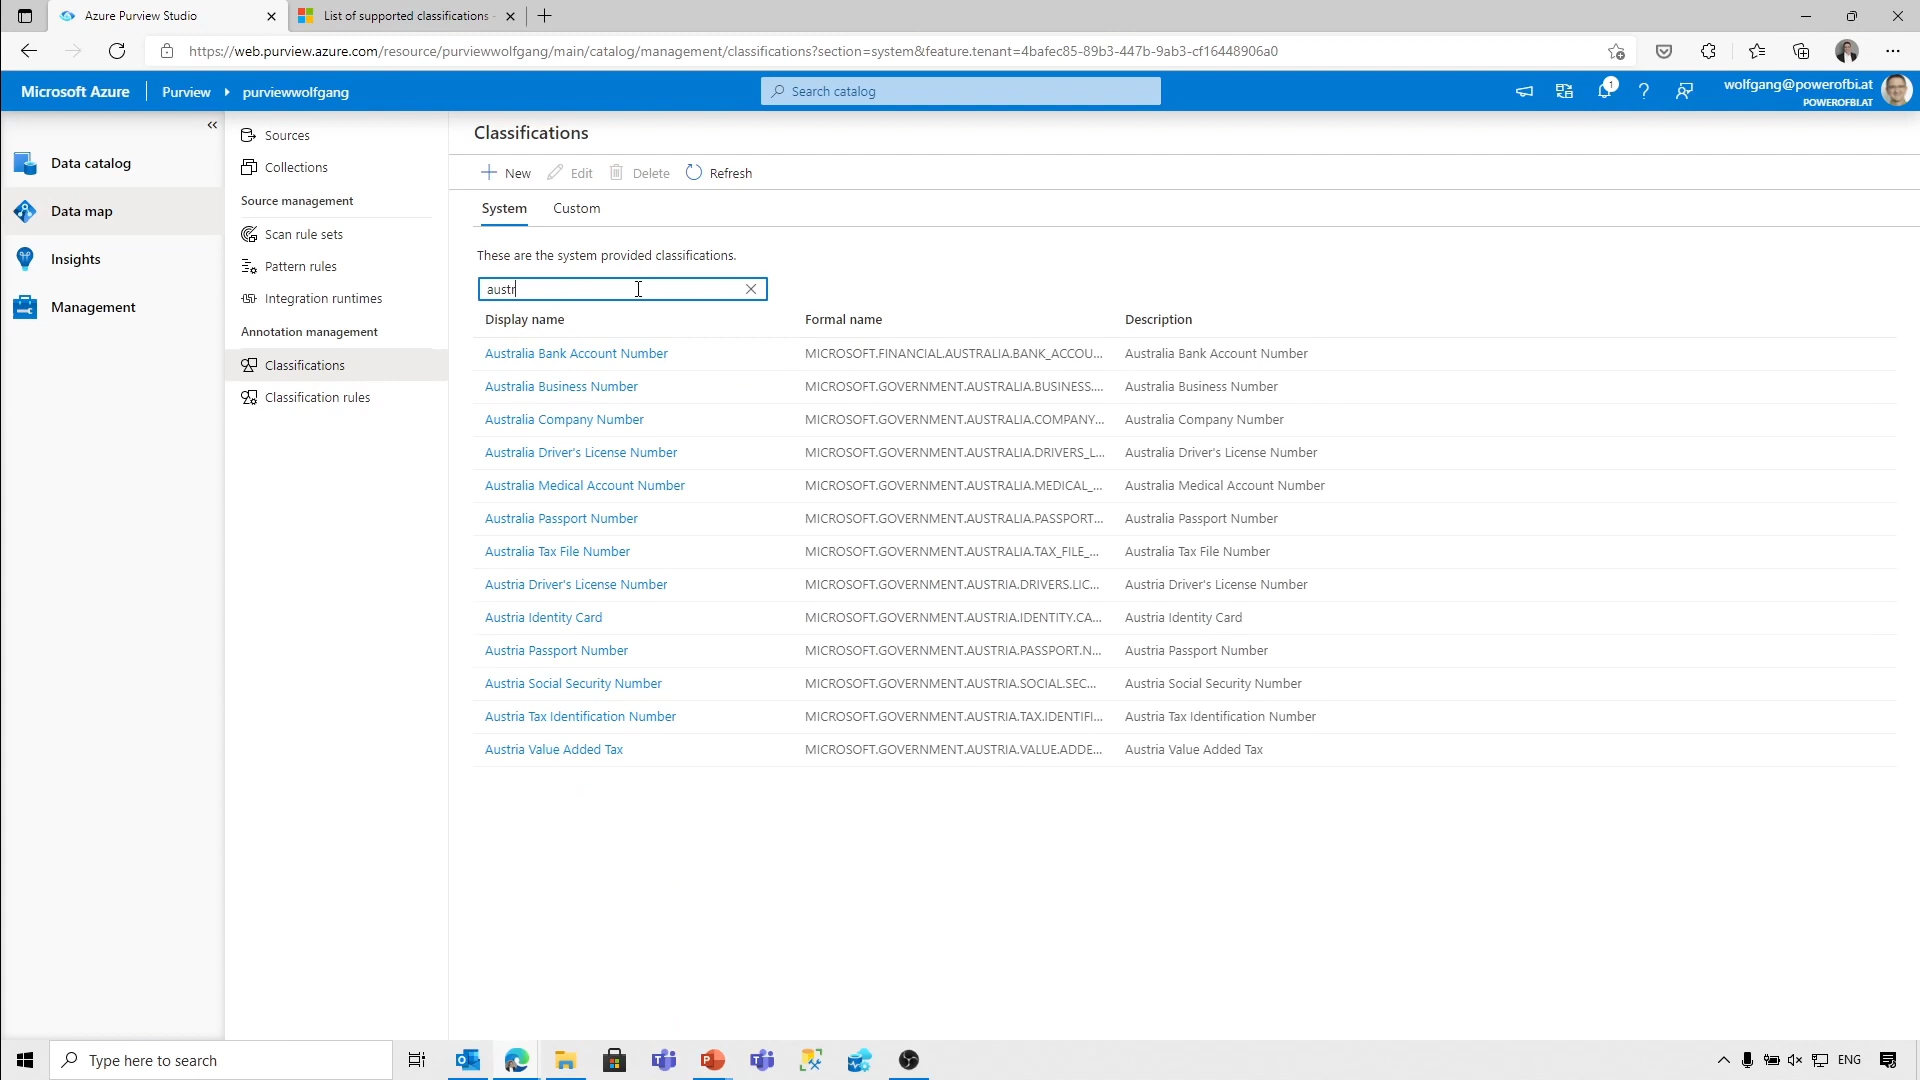 Azure Purview Studio
List of supported classifications -
https://web.purview.azure.com/resource/purviewwolfgang/main/catalog/management/classifications?section=system&feature.tenant=4bafec85-89b3-447b-9ab3-cf16448906a0
Microsoft Azure
Purview
purviewwolfgang
Search catalog
1
?
wolfgang@powerofbi.at
POWEROFBI.AT
Data catalog
Data map
Insights
Management
Sources
Collections
Source management
Scan rule sets
Pattern rules
Integration runtimes
Annotation management
Classifications
Classification rules
Classifications
New Edit Delete Refresh
System Custom
These are the system provided classifications.
austr
Display name Formal name Description
Australia Bank Account Number MICROSOFT.FINANCIAL.AUSTRALIA.BANK_ACCOU... Australia Bank Account Number
Australia Business Number MICROSOFT.GOVERNMENT.AUSTRALIA.BUSINESS.... Australia Business Number
Australia Company Number MICROSOFT.GOVERNMENT.AUSTRALIA.COMPANY... Australia Company Number
Australia Driver's License Number MICROSOFT.GOVERNMENT.AUSTRALIA.DRIVERS_L... Australia Driver's License Number
Australia Medical Account Number MICROSOFT.GOVERNMENT.AUSTRALIA.MEDICAL_... Australia Medical Account Number
Australia Passport Number MICROSOFT.GOVERNMENT.AUSTRALIA.PASSPORT... Australia Passport Number
Australia Tax File Number MICROSOFT.GOVERNMENT.AUSTRALIA.TAX_FILE_... Australia Tax File Number
Austria Driver's License Number MICROSOFT.GOVERNMENT.AUSTRIA.DRIVERS.LIC... Austria Driver's License Number
Austria Identity Card MICROSOFT.GOVERNMENT.AUSTRIA.IDENTITY.CA... Austria Identity Card
Austria Passport Number MICROSOFT.GOVERNMENT.AUSTRIA.PASSPORT.N... Austria Passport Number
Austria Social Security Number MICROSOFT.GOVERNMENT.AUSTRIA.SOCIAL.SEC... Austria Social Security Number
Austria Tax Identification Number MICROSOFT.GOVERNMENT.AUSTRIA.TAX.IDENTIFI... Austria Tax Identification Number
Austria Value Added Tax MICROSOFT.GOVERNMENT.AUSTRIA.VALUE.ADDE... Austria Value Added Tax
Type here to search
ENG